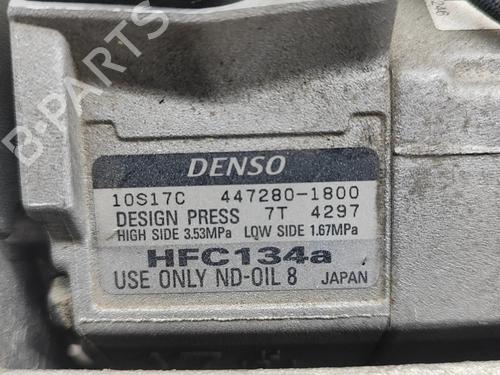 B-PARTS
DENSO
10S17C 447280-1800
DESIGN PRESS 7T 4297
HIGH SIDE 3.53MPa LOW SIDE 1.67MPa
HFC134a
USE ONLY ND-OIL 8 JAPAN